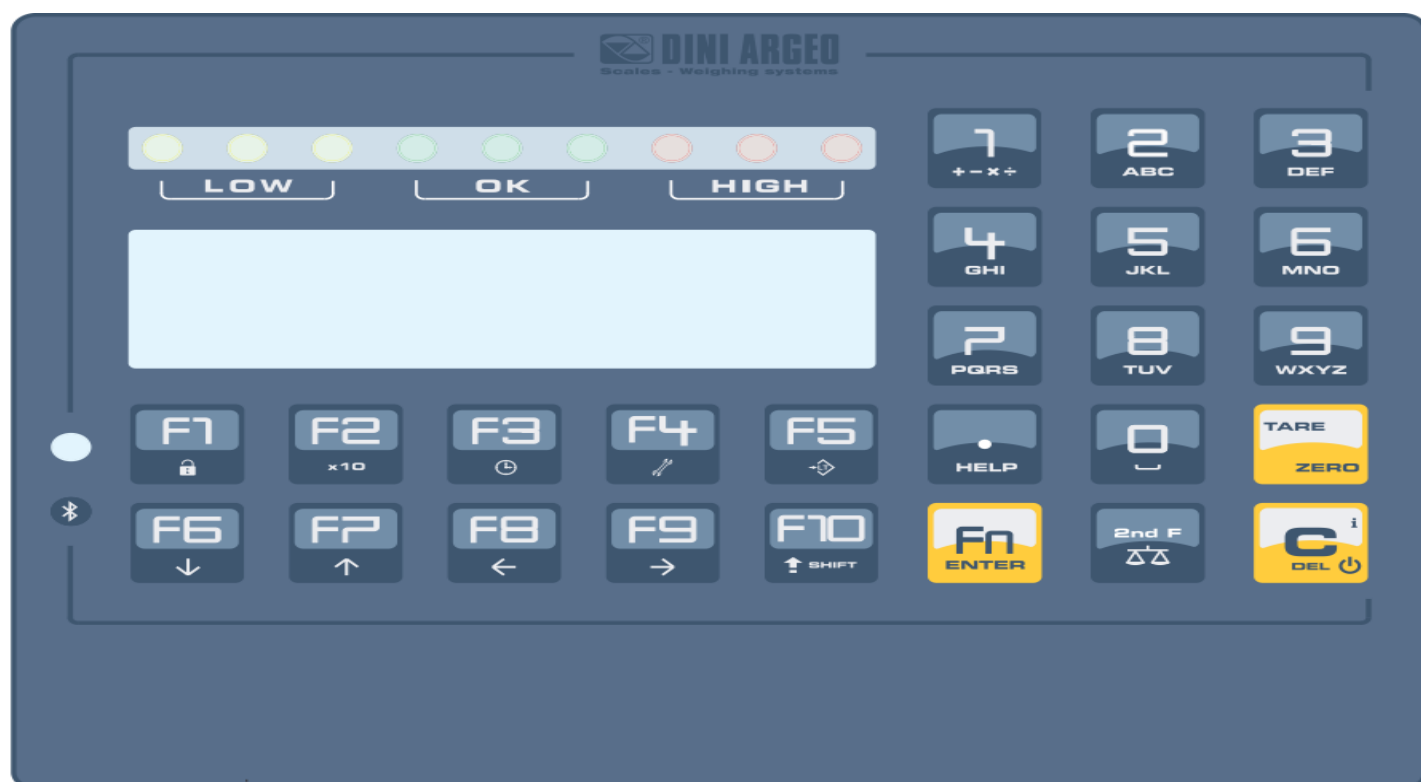 DINI ARGEO
Scales - Weighing systems
LOW OK HIGH
1 2 3
+-×÷ ABC DEF
4 5 6
GHI JKL MNO
7 8 9
PQRS TUV WXYZ
F1 F2 F3 F4 F5 . 0 TARE
x10 HELP ZERO
F6 F7 F8 F9 F10 Fn 2nd F C i
SHIFT ENTER DEL